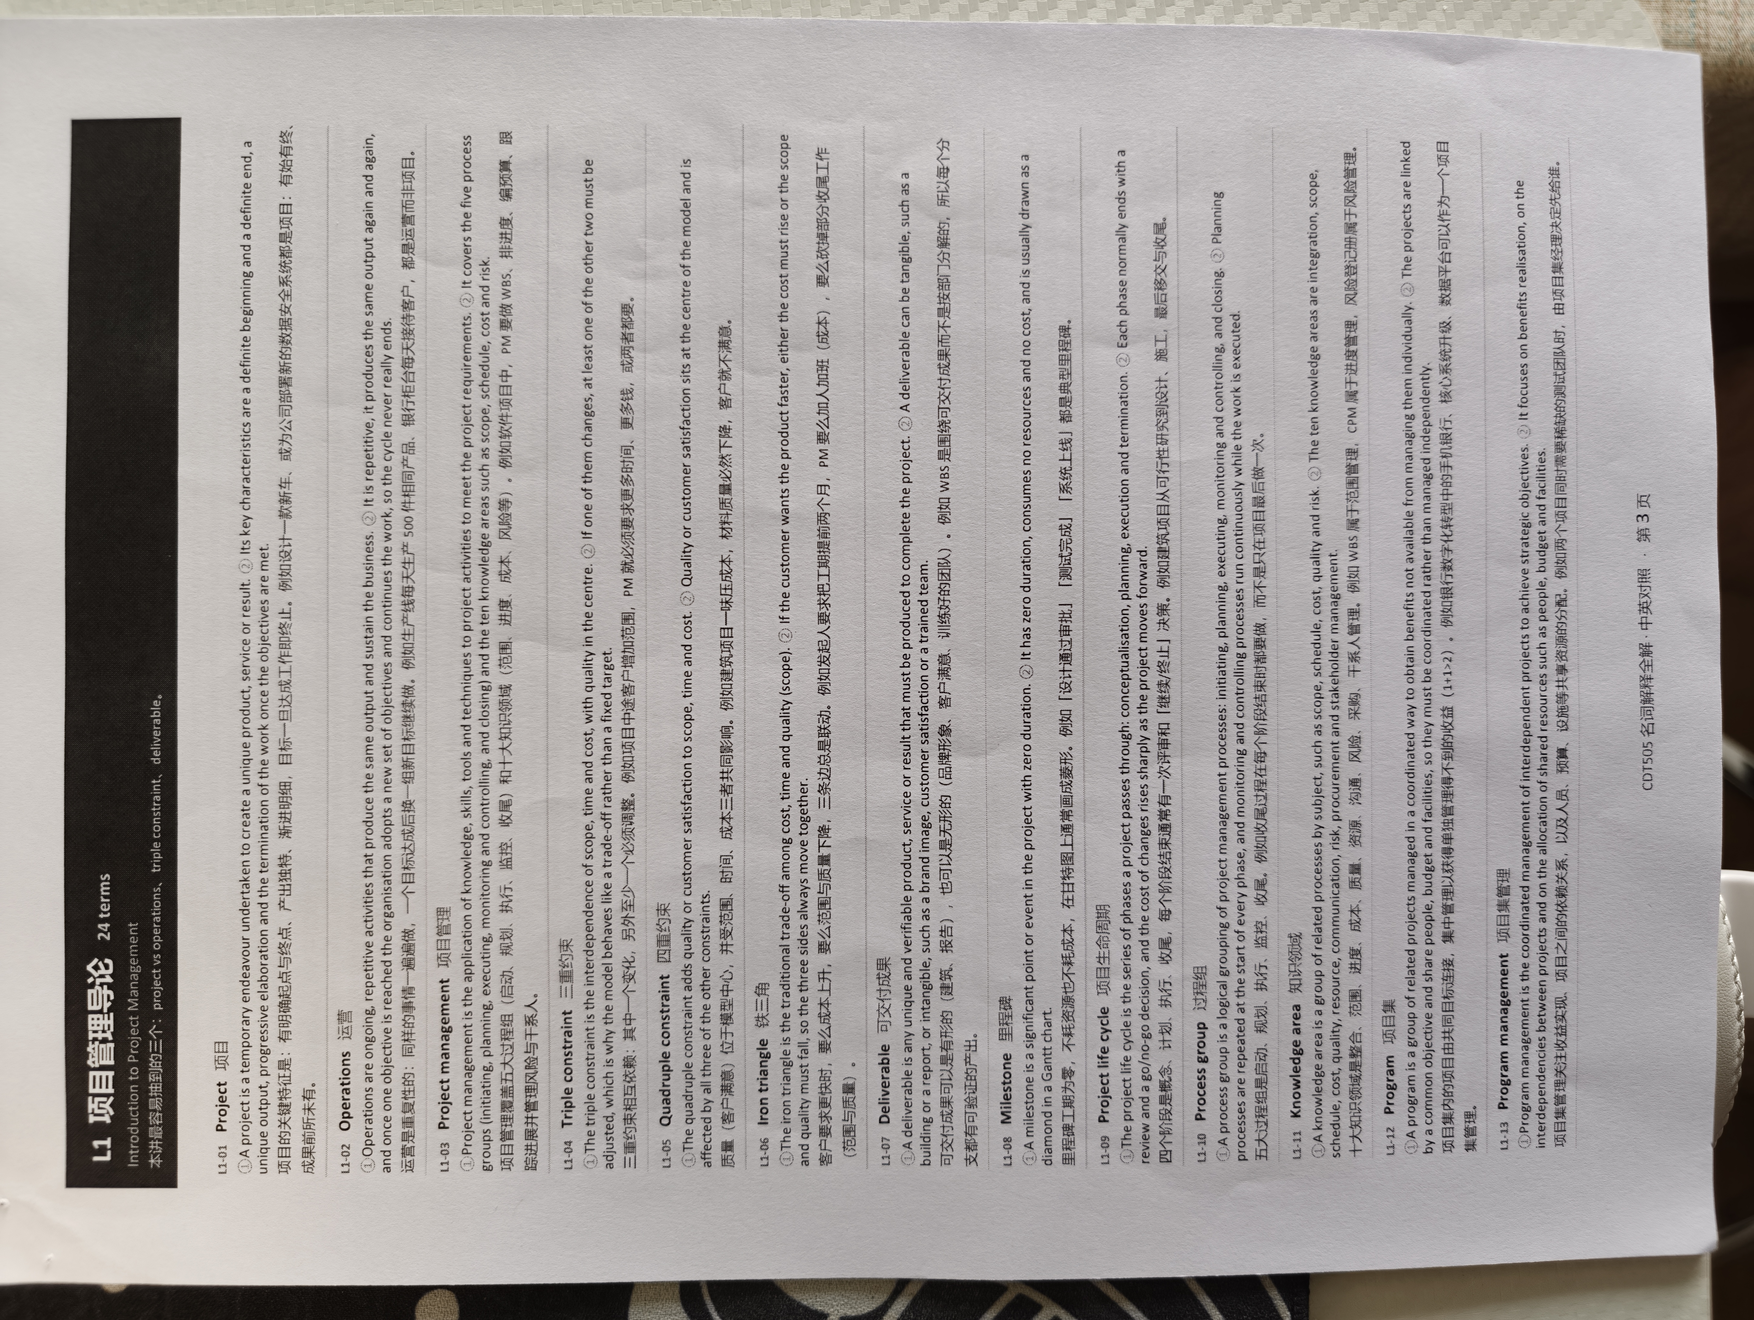 L1 项目管理导论 24 terms
Introduction to Project Management
本讲最容易抽到的三个：project vs operations、triple constraint、deliverable。
L1-01 Project 项目
①A project is a temporary endeavour undertaken to create a unique product, service or result. ② Its key characteristics are a definite beginning and a definite end, a
unique output, progressive elaboration and the termination of the work once the objectives are met.
项目的关键特征是：有明确起点与终点、产出独特、渐进明细，目标一旦达成工作即终止。例如设计一款新车、或为公司部署新的数据安全系统都是项目：有始有终、
成果前所未有。
L1-02 Operations 运营
①Operations are ongoing, repetitive activities that produce the same output and sustain the business. ② It is repetitive, it produces the same output again and again,
and once one objective is reached the organisation adopts a new set of objectives and continues the work, so the cycle never really ends.
运营是重复性的：同样的事情一遍遍做，一个目标达成后换一组新目标继续做。例如生产线每天生产 500 件相同产品、银行柜台每天接待客户，都是运营而非项目。
L1-03 Project management 项目管理
①Project management is the application of knowledge, skills, tools and techniques to project activities to meet the project requirements. ② It covers the five process
groups (initiating, planning, executing, monitoring and controlling, and closing) and the ten knowledge areas such as scope, schedule, cost and risk.
项目管理覆盖五大过程组（启动、规划、执行、监控、收尾）和十大知识领域（范围、进度、成本、风险等）。例如软件项目中，PM 要做 WBS、排进度、编预算、跟
踪进展并管理风险与干系人。
L1-04 Triple constraint 三重约束
①The triple constraint is the interdependence of scope, time and cost, with quality in the centre. ② If one of them changes, at least one of the other two must be
adjusted, which is why the model behaves like a trade-off rather than a fixed target.
三重约束相互依赖：其中一个变化，另外至少一个必须调整。例如项目中途客户增加范围，PM 就必须要求更多时间、更多钱，或两者都要。
L1-05 Quadruple constraint 四重约束
①The quadruple constraint adds quality or customer satisfaction to scope, time and cost. ② Quality or customer satisfaction sits at the centre of the model and is
affected by all three of the other constraints.
质量（客户满意）位于模型中心，并受范围、时间、成本三者共同影响。例如建筑项目一味压成本，材料质量必然下降，客户就不满意。
L1-06 Iron triangle 铁三角
①The iron triangle is the traditional trade-off among cost, time and quality (scope). ② If the customer wants the product faster, either the cost must rise or the scope
and quality must fall, so the three sides always move together.
客户要求更快时，要么成本上升，要么范围与质量下降，三条边总是联动。例如发起人要求把工期提前两个月，PM 要么加人加班（成本），要么砍掉部分收尾工作
（范围与质量）。
L1-07 Deliverable 可交付成果
①A deliverable is any unique and verifiable product, service or result that must be produced to complete the project. ② A deliverable can be tangible, such as a
building or a report, or intangible, such as a brand image, customer satisfaction or a trained team.
可交付成果可以是有形的（建筑、报告），也可以是无形的（品牌形象、客户满意、训练好的团队）。例如 WBS 是围绕可交付成果而不是按部门分解的，所以每个分
支都有可验证的产出。
L1-08 Milestone 里程碑
①A milestone is a significant point or event in the project with zero duration. ② It has zero duration, consumes no resources and no cost, and is usually drawn as a
diamond in a Gantt chart.
里程碑工期为零，不耗资源也不耗成本，在甘特图上通常画成菱形。例如「设计通过审批」「测试完成」「系统上线」都是典型里程碑。
L1-09 Project life cycle 项目生命周期
①The project life cycle is the series of phases a project passes through: conceptualisation, planning, execution and termination. ② Each phase normally ends with a
review and a go/no-go decision, and the cost of changes rises sharply as the project moves forward.
四个阶段是概念、计划、执行、收尾，每个阶段结束通常有一次评审和「继续/终止」决策。例如建筑项目从可行性研究到设计、施工，最后移交与收尾。
L1-10 Process group 过程组
①A process group is a logical grouping of project management processes: initiating, planning, executing, monitoring and controlling, and closing. ② Planning
processes are repeated at the start of every phase, and monitoring and controlling processes run continuously while the work is executed.
五大过程组是启动、规划、执行、监控、收尾。例如收尾过程在每个阶段结束时都要做，而不是只在项目最后做一次。
L1-11 Knowledge area 知识领域
①A knowledge area is a group of related processes by subject, such as scope, schedule, cost, quality and risk. ② The ten knowledge areas are integration, scope,
schedule, cost, quality, resource, communication, risk, procurement and stakeholder management.
十大知识领域是整合、范围、进度、成本、质量、资源、沟通、风险、采购、干系人管理。例如 WBS 属于范围管理，CPM 属于进度管理，风险登记册属于风险管理。
L1-12 Program 项目集
①A program is a group of related projects managed in a coordinated way to obtain benefits not available from managing them individually. ② The projects are linked
by a common objective and share people, budget and facilities, so they must be coordinated rather than managed independently.
项目集内的项目由共同目标连接，集中管理以获得单独管理得不到的收益（1+1>2）。例如银行数字化转型中的手机银行、核心系统升级、数据平台可以作为一个项目
集管理。
L1-13 Program management 项目集管理
①Program management is the coordinated management of interdependent projects to achieve strategic objectives. ② It focuses on benefits realisation, on the
interdependencies between projects and on the allocation of shared resources such as people, budget and facilities.
项目集管理关注收益实现、项目之间的依赖关系，以及人员、预算、设施等共享资源的分配。例如两个项目同时需要稀缺的测试团队时，由项目集经理决定先给谁。
CDT505 名词解释全解 · 中英对照 · 第 3 页